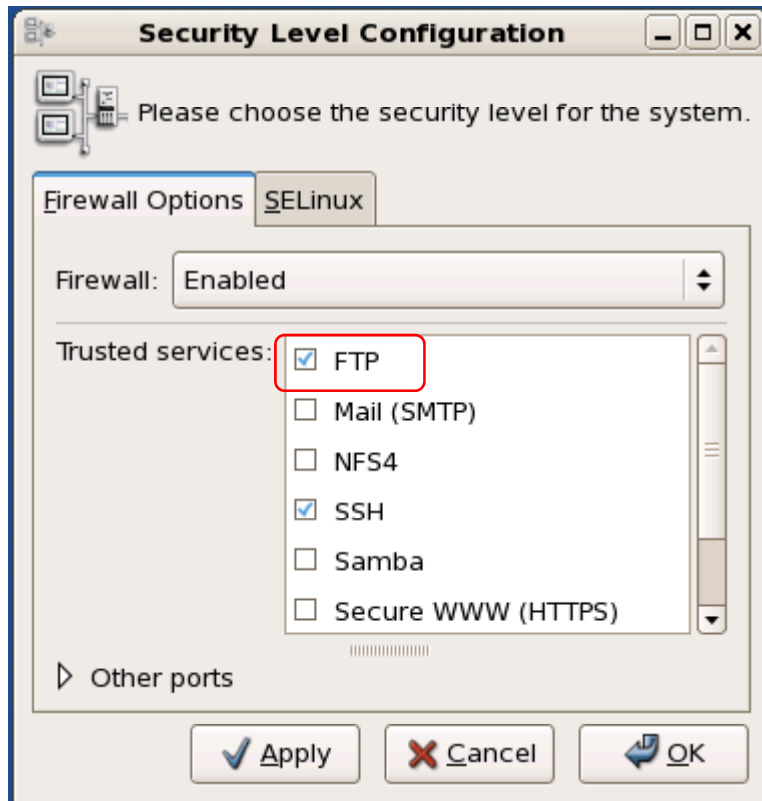 Security Level Configuration
Please choose the security level for the system.
Firewall Options SELinux
Firewall: Enabled
Trusted services: FTP
Mail (SMTP)
NFS4
SSH
Samba
Secure WWW (HTTPS)
Other ports
Apply Cancel OK